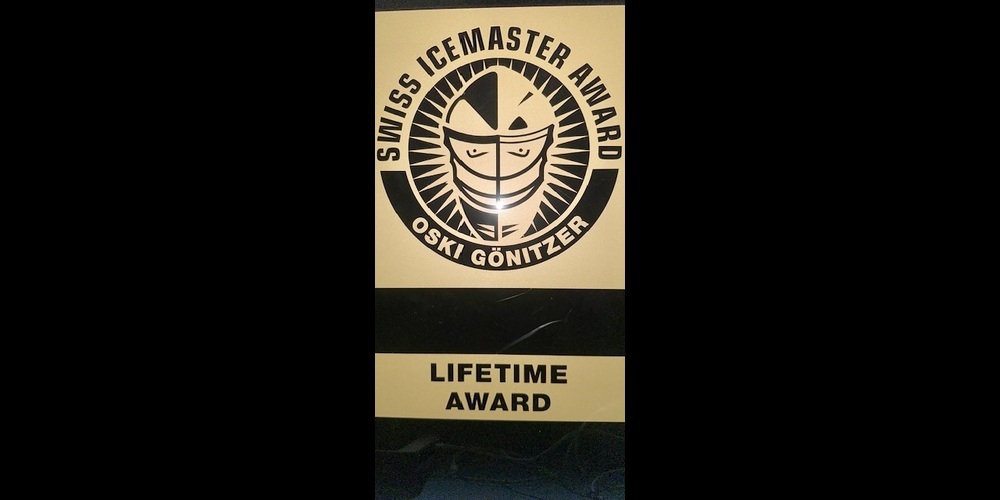 SWISS ICEMASTER AWARD
OSKI GÖNITZER
LIFETIME
AWARD